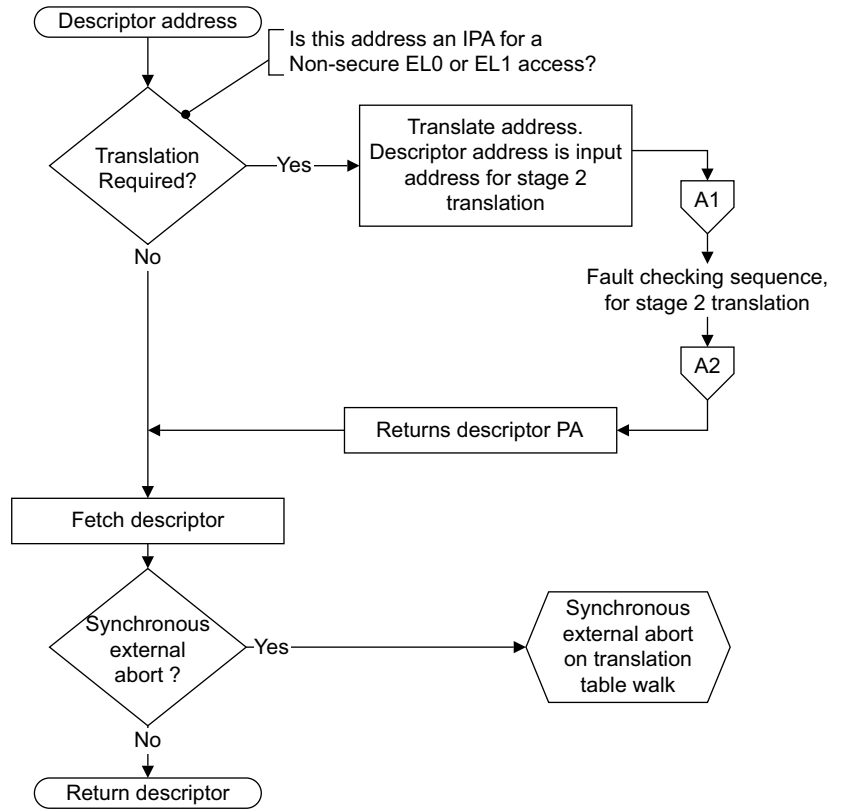 Descriptor address
Is this address an IPA for a
Non-secure EL0 or EL1 access?
Translation
Required?
Yes
Translate address.
Descriptor address is input
address for stage 2
translation
A1
No
Fault checking sequence,
for stage 2 translation
A2
Returns descriptor PA
Fetch descriptor
Synchronous
external
abort ?
Yes
Synchronous
external abort
on translation
table walk
No
Return descriptor